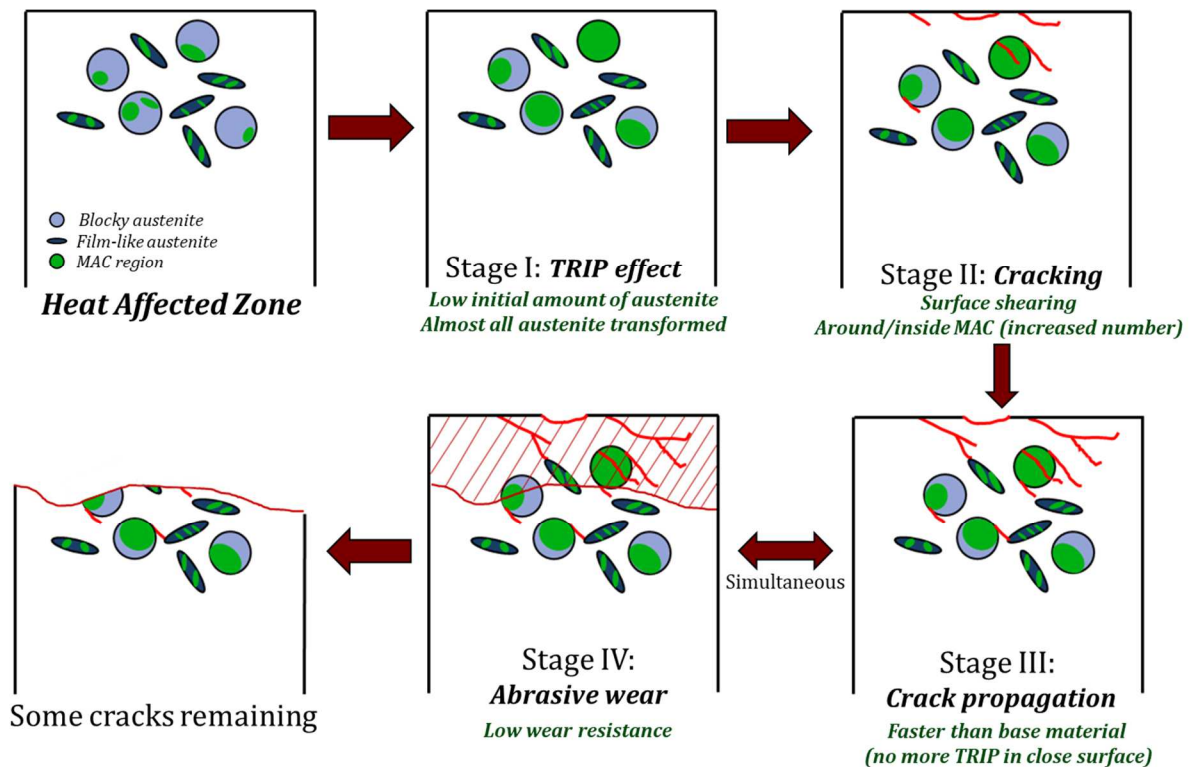 Blocky austenite
Film-like austenite
MAC region
Heat Affected Zone
Stage I: TRIP effect
Low initial amount of austenite
Almost all austenite transformed
Stage II: Cracking
Surface shearing
Around/inside MAC (increased number)
Stage III:
Crack propagation
Faster than base material
(no more TRIP in close surface)
Simultaneous
Stage IV:
Abrasive wear
Low wear resistance
Some cracks remaining